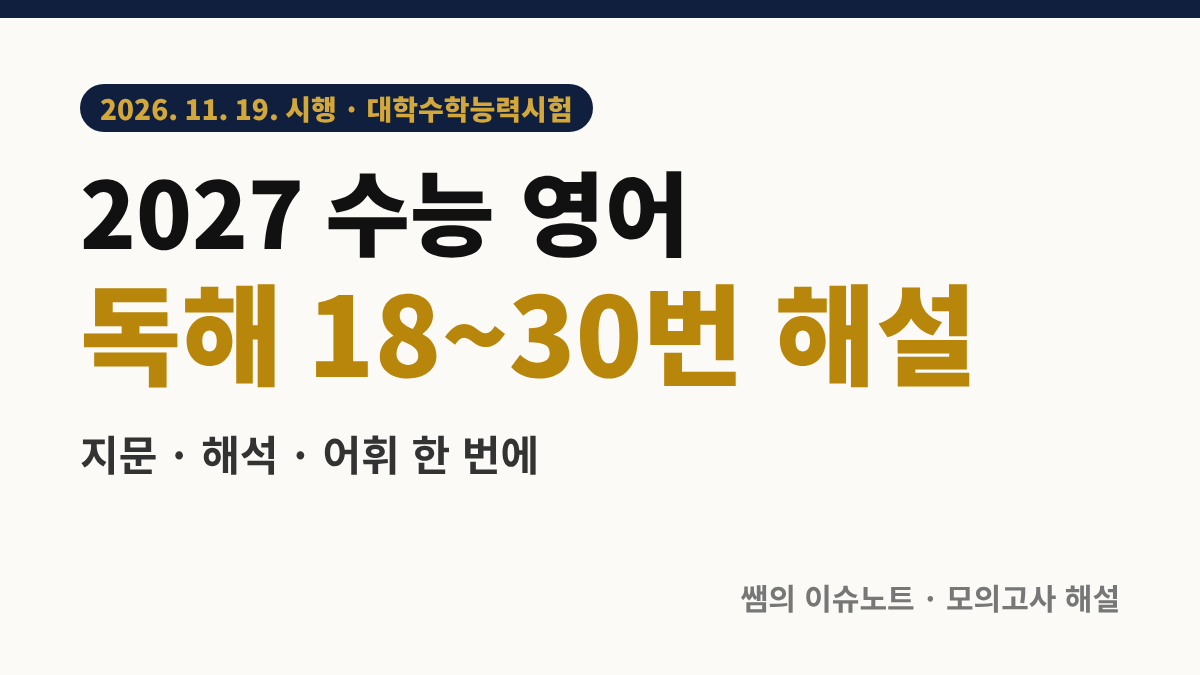 2026. 11. 19. 시행 · 대학수학능력시험
2027 수능 영어
독해 18~30번 해설
지문 · 해석 · 어휘 한 번에
쌤의 이슈노트 · 모의고사 해설